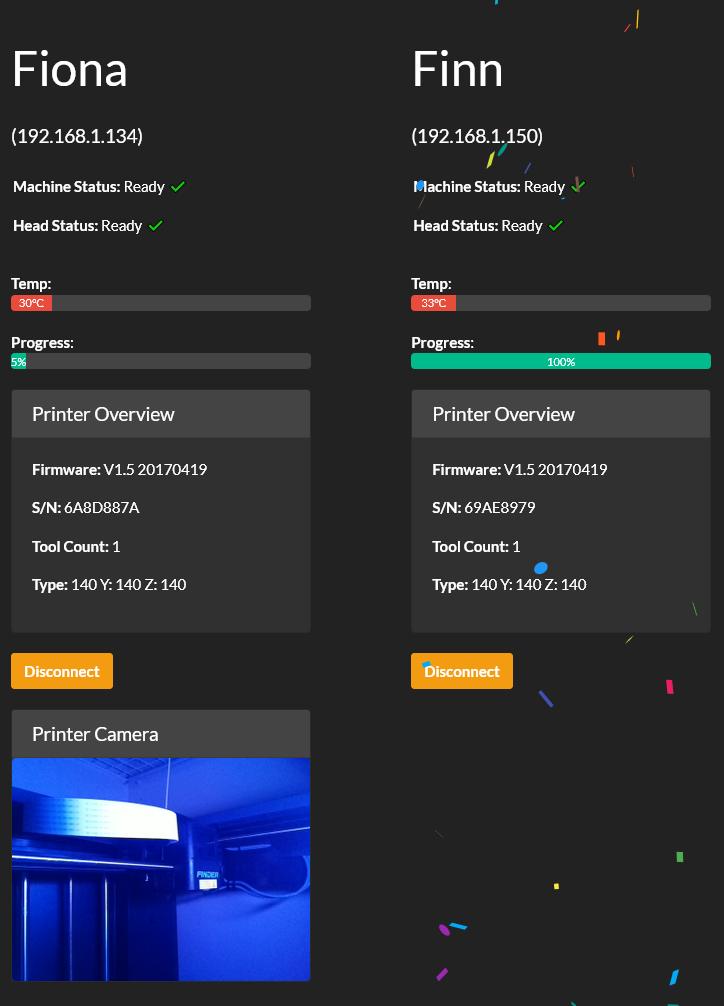 Fiona
(192.168.1.134)
Machine Status: Ready
Head Status: Ready
Temp:
30°C
Progress:
5%
Printer Overview
Firmware: V1.5 20170419
S/N: 6A8D887A
Tool Count: 1
Type: 140 Y: 140 Z: 140
Disconnect
Printer Camera
FINDER
Finn
(192.168.1.150)
Machine Status: Ready
Head Status: Ready
Temp:
33°C
Progress:
100%
Printer Overview
Firmware: V1.5 20170419
S/N: 69AE8979
Tool Count: 1
Type: 140 Y: 140 Z: 140
Disconnect